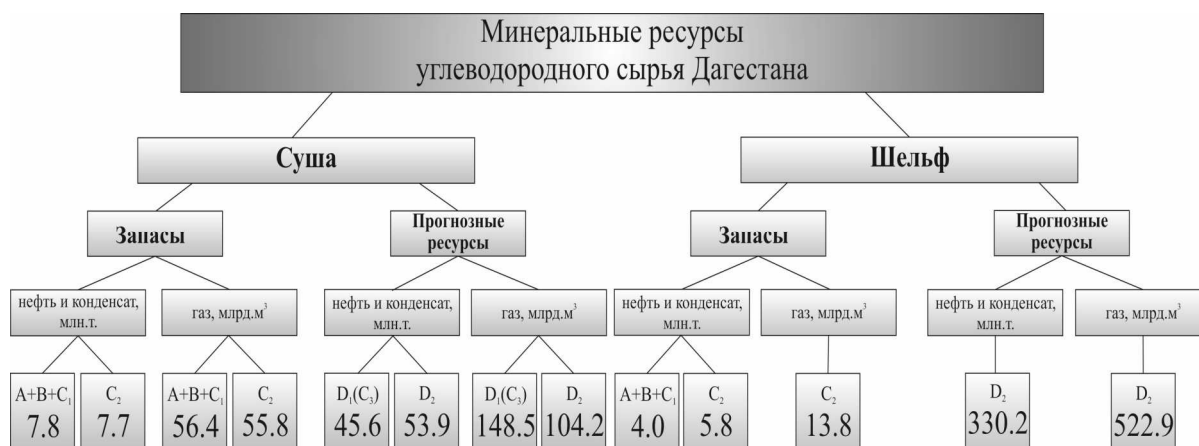 Минеральные ресурсы
углеводородного сырья Дагестана
Суша
Шельф
Запасы
Прогнозные
ресурсы
Запасы
Прогнозные
ресурсы
нефть и конденсат,
млн.т.
газ, млрд.м³
нефть и конденсат,
млн.т.
газ, млрд.м³
нефть и конденсат,
млн.т.
газ, млрд.м³
нефть и конденсат,
млн.т.
газ, млрд.м³
A+B+C₁
7.8
C₂
7.7
A+B+C₁
56.4
C₂
55.8
D₁(C₃)
45.6
D₂
53.9
D₁(C₃)
148.5
D₂
104.2
A+B+C₁
4.0
C₂
5.8
C₂
13.8
D₂
330.2
D₂
522.9